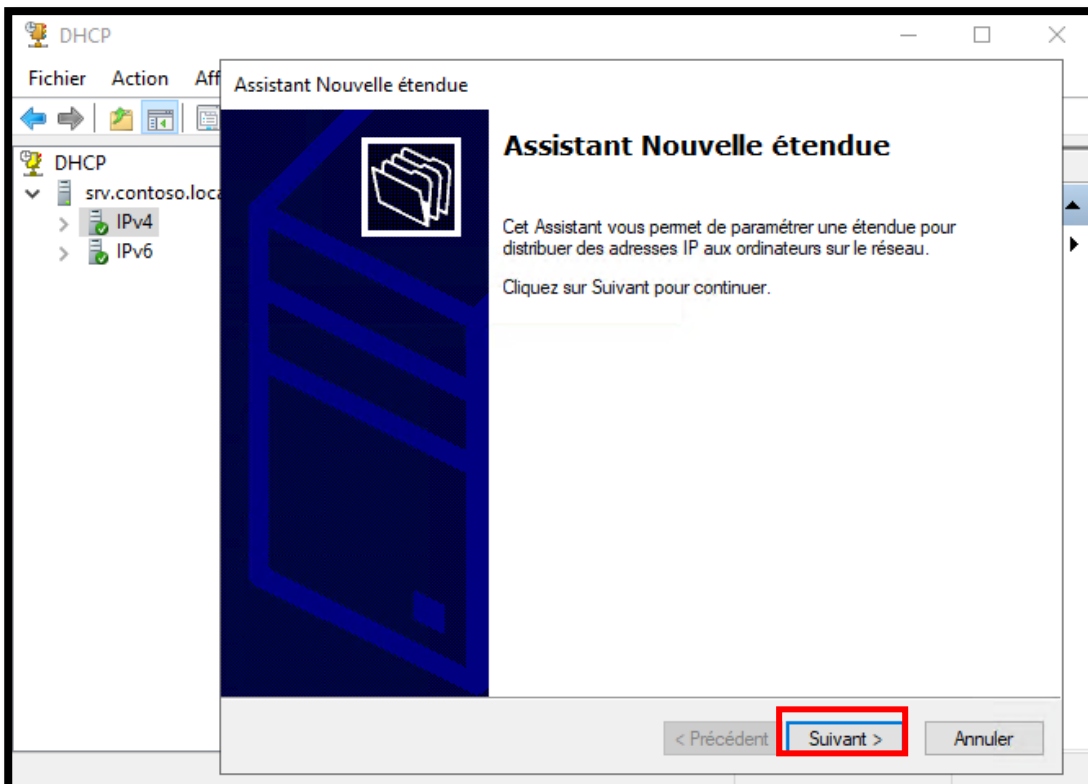 DHCP
Fichier Action Aff
Assistant Nouvelle étendue
DHCP
srv.contoso.loca
IPv4
IPv6
Assistant Nouvelle étendue
Cet Assistant vous permet de paramétrer une étendue pour
distribuer des adresses IP aux ordinateurs sur le réseau.
Cliquez sur Suivant pour continuer.
< Précédent Suivant > Annuler